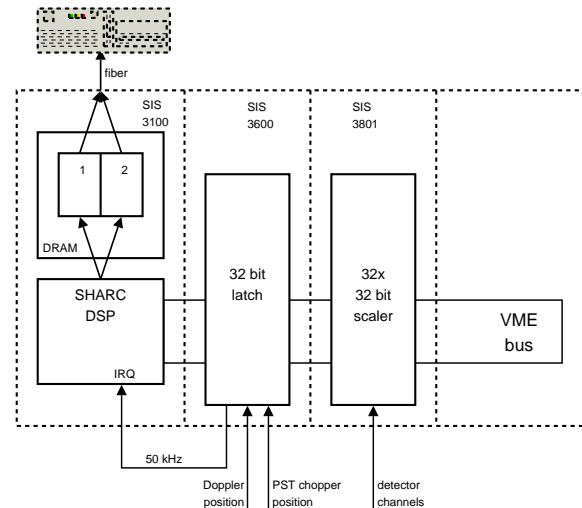 fiber
SIS
3100
SIS
3600
SIS
3801
1
2
DRAM
SHARC
DSP
IRQ
32 bit
latch
32x
32 bit
scaler
VME
bus
50 kHz
Doppler
position
PST chopper
position
detector
channels